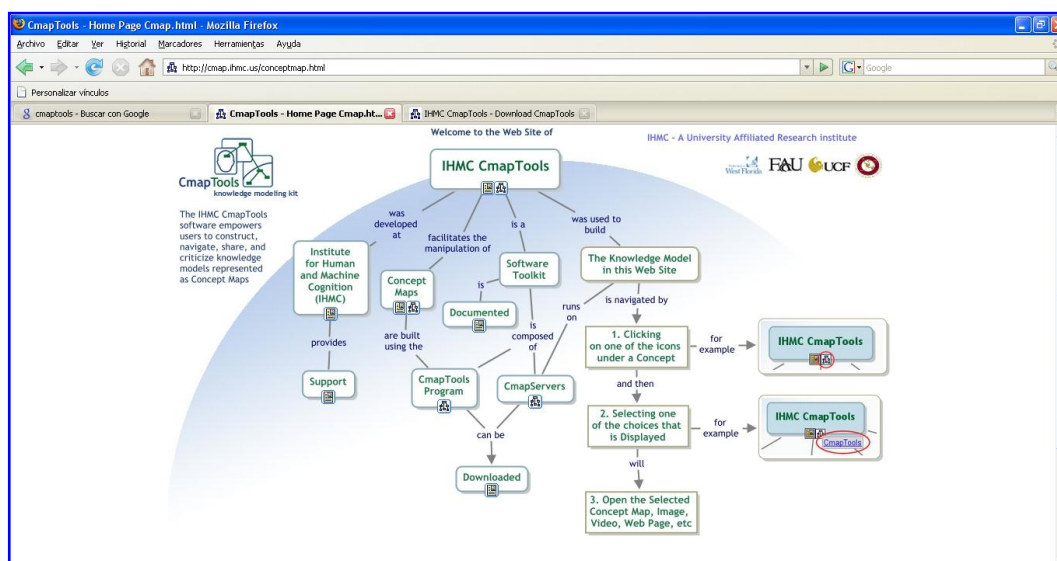 CmapTools - Home Page Cmap.html - Mozilla Firefox
Archivo Editar Ver Historial Marcadores Herramientas Ayuda
http://cmap.ihmc.us/conceptmap.html
Google
Personalizar vínculos
cmaptools - Buscar con Google
CmapTools - Home Page Cmap.ht...
IHMC CmapTools - Download CmapTools
Welcome to the Web Site of
IHMC CmapTools
IHMC - A University Affiliated Research institute
West Florida
FAU
UCF
CmapTools
knowledge modeling kit
The IHMC CmapTools
software empowers
users to construct,
navigate, share, and
criticize knowledge
models represented
as Concept Maps
was
developed
at
facilitates the
manipulation of
is a
was used to
build
Institute
for Human
and Machine
Cognition
(IHMC)
Concept
Maps
Software
Toolkit
The Knowledge Model
in this Web Site
is
Documented
runs
on
is navigated by
provides
are built
using the
is
composed
of
1. Clicking
on one of the icons
under a Concept
for
example
IHMC CmapTools
Support
CmapTools
Program
CmapServers
and then
2. Selecting one
of the choices that
is Displayed
for
example
IHMC CmapTools
CmapTools
can be
Downloaded
will
3. Open the Selected
Concept Map, Image,
Video, Web Page, etc